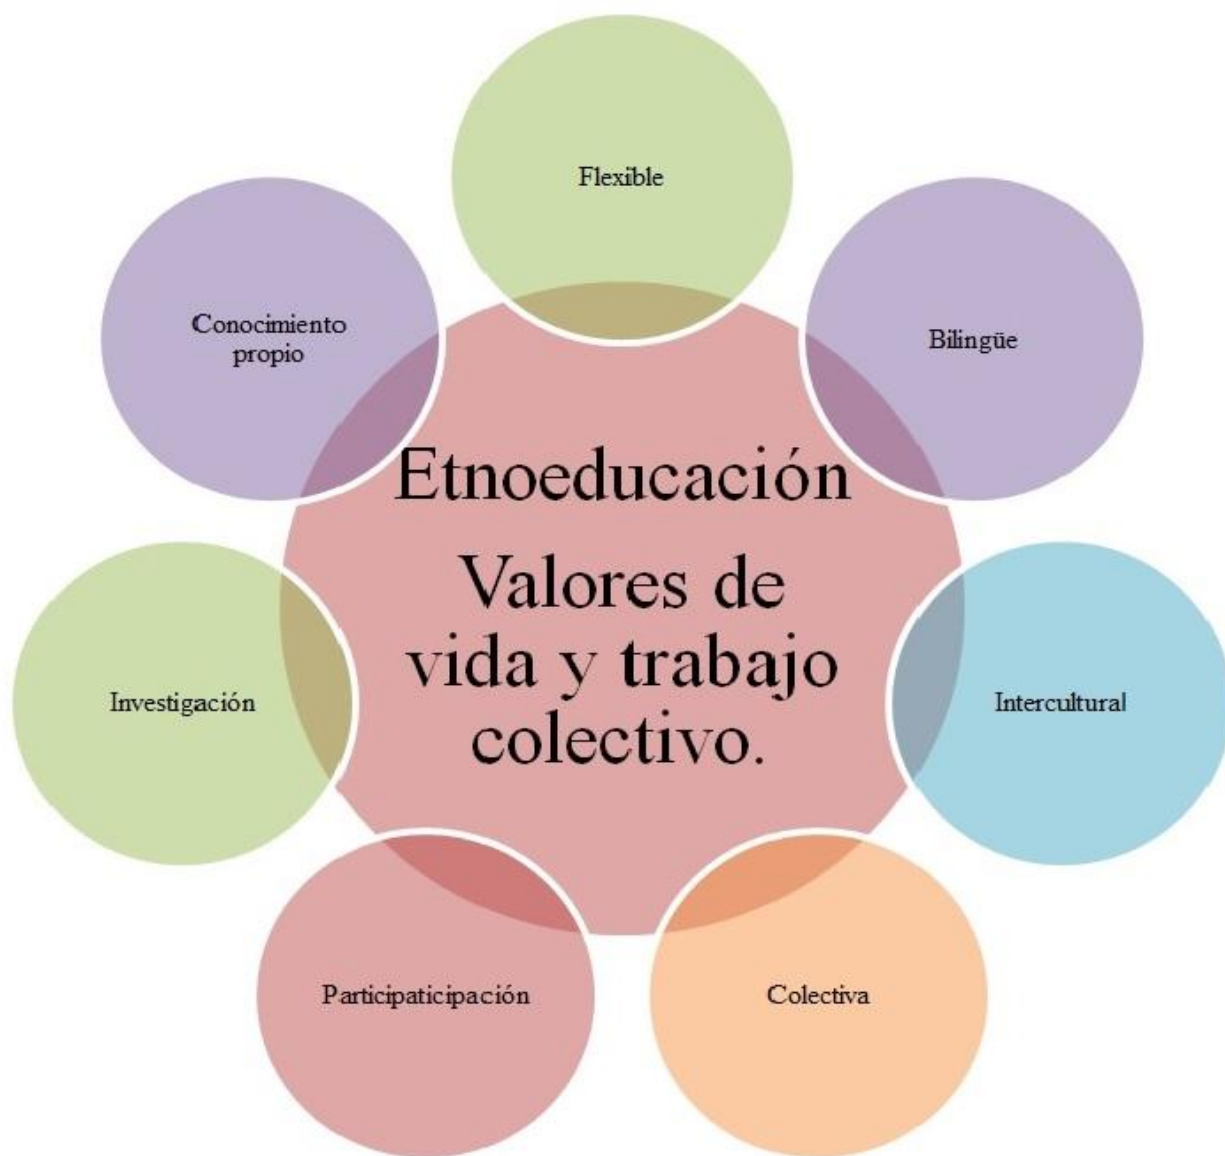 Flexible
Conocimiento
propio
Bilingüe
Etnoeducación
Valores de
vida y trabajo
colectivo.
Investigación
Intercultural
Participaticipación
Colectiva